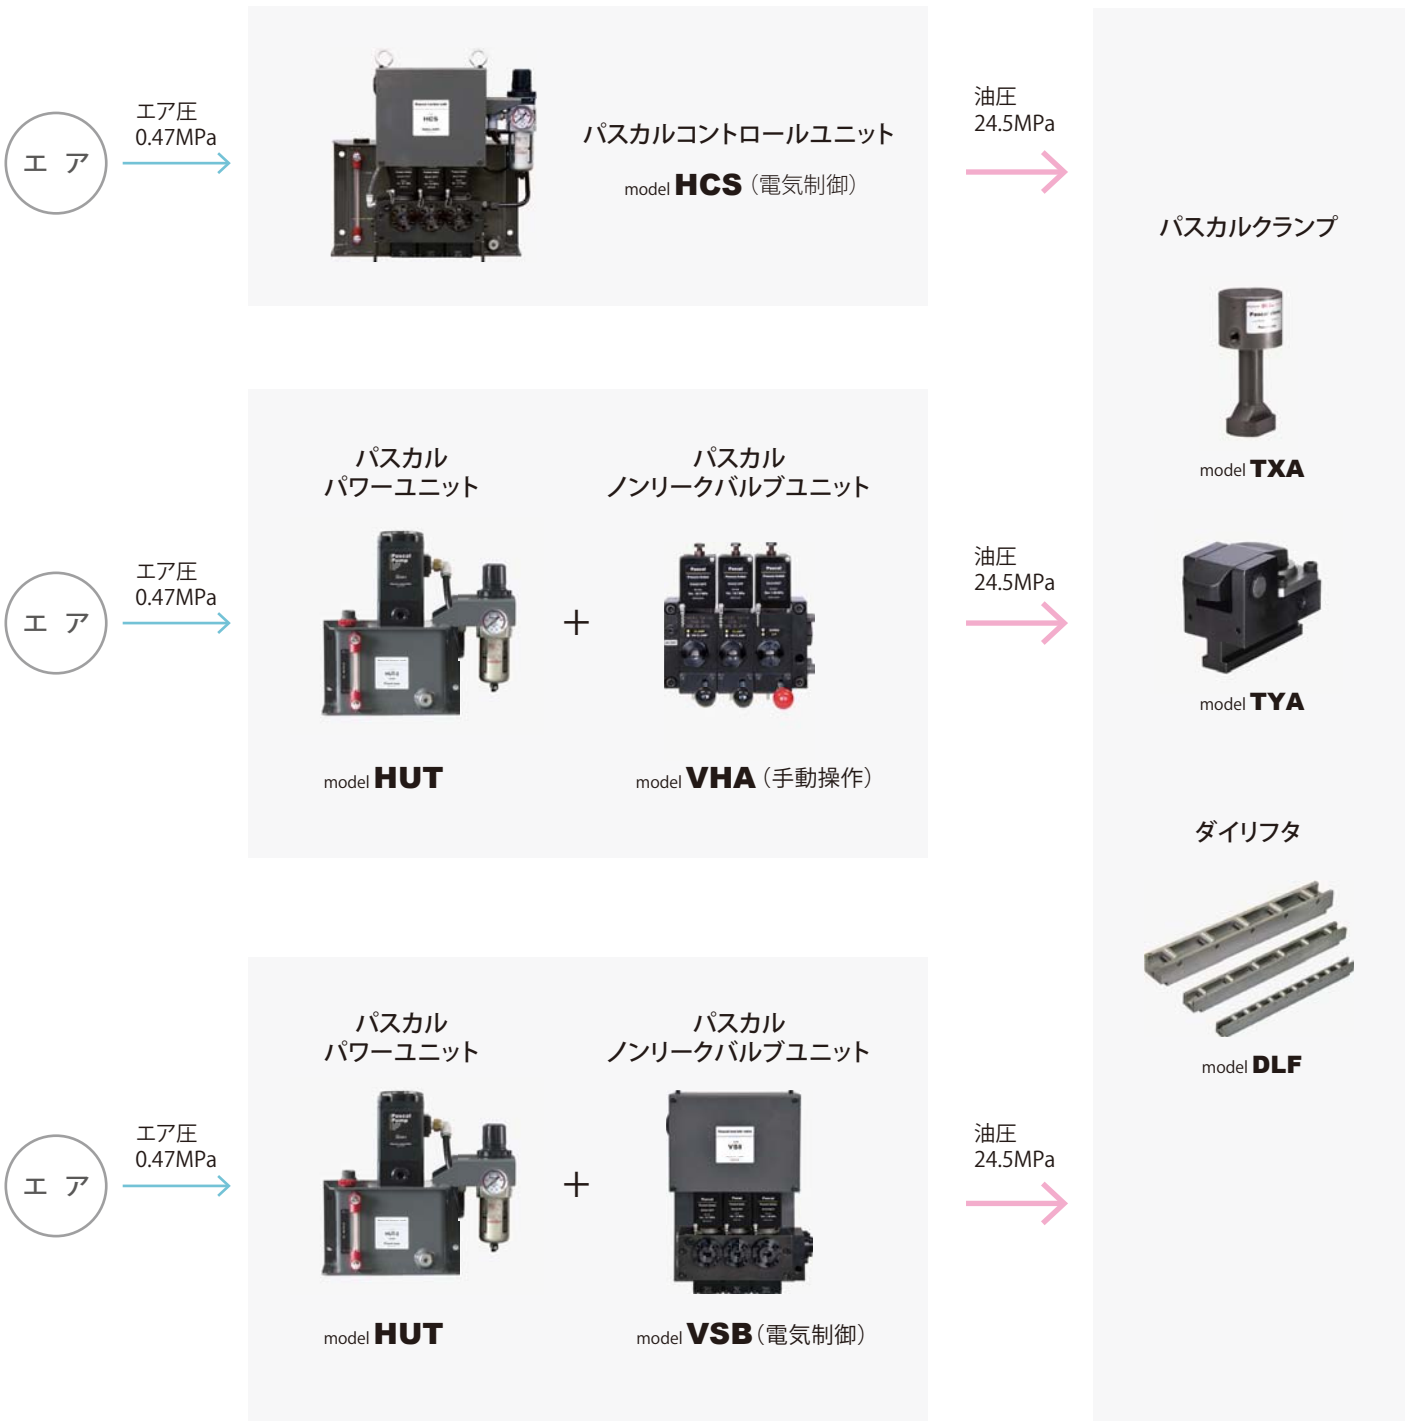 エア
エア圧
0.47MPa
HCS
パスカルコントロールユニット
model HCS（電気制御）
油圧
24.5MPa
パスカルクランプ
model TXA
model TYA
ダイリフタ
model DLF
エア
エア圧
0.47MPa
パスカル
パワーユニット
Pascal
Pump
model HUT
+
パスカル
ノンリークバルブユニット
Pascal
model VHA（手動操作）
油圧
24.5MPa
エア
エア圧
0.47MPa
パスカル
パワーユニット
Pascal
Pump
model HUT
+
パスカル
ノンリークバルブユニット
VSB
model VSB（電気制御）
油圧
24.5MPa